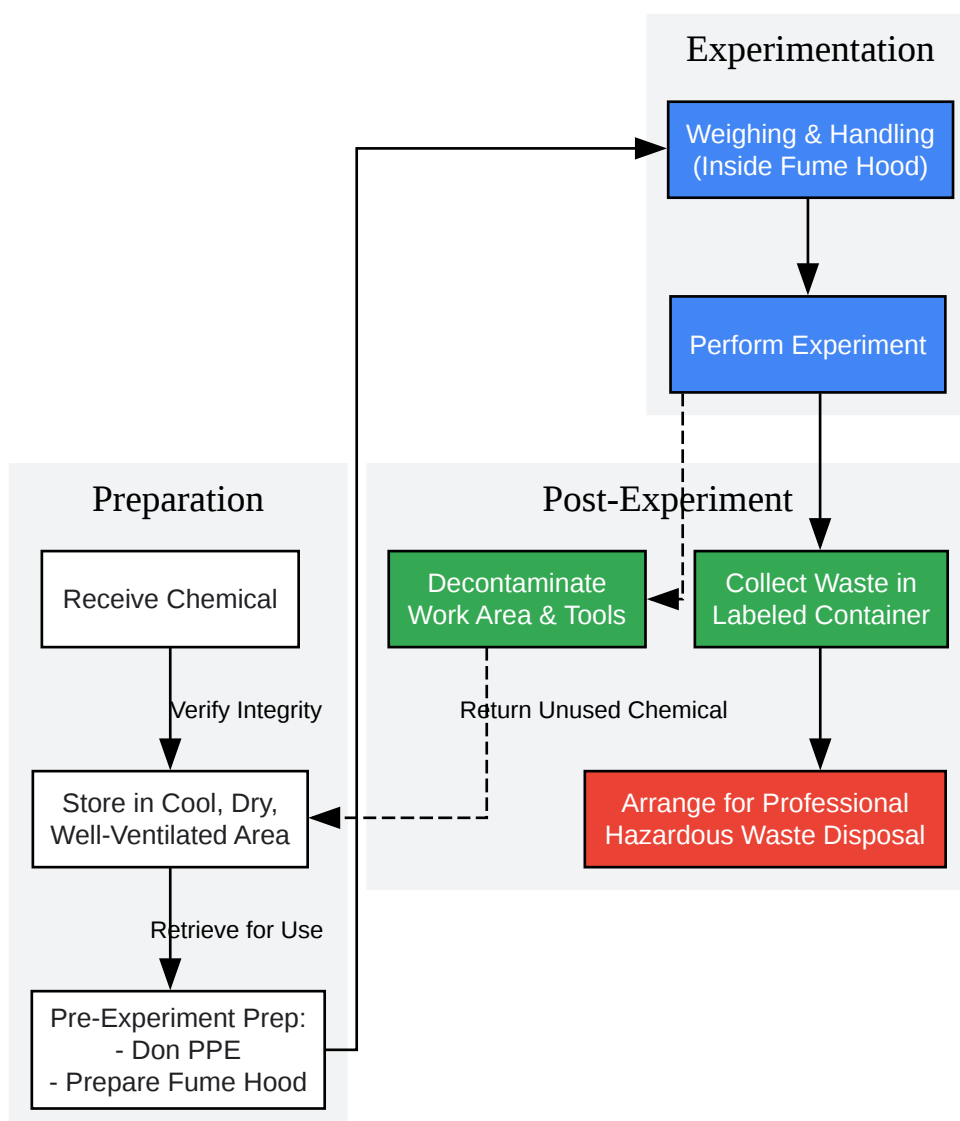 Experimentation
Weighing & Handling
(Inside Fume Hood)
Perform Experiment
Preparation
Receive Chemical
Verify Integrity
Store in Cool, Dry,
Well-Ventilated Area
Retrieve for Use
Pre-Experiment Prep:
- Don PPE
- Prepare Fume Hood
Post-Experiment
Decontaminate
Work Area & Tools
Collect Waste in
Labeled Container
Return Unused Chemical
Arrange for Professional
Hazardous Waste Disposal